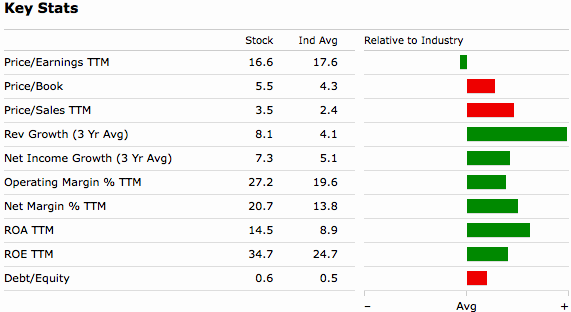 Key Stats
Stock Ind Avg Relative to Industry
Price/Earnings TTM 16.6 17.6
Price/Book 5.5 4.3
Price/Sales TTM 3.5 2.4
Rev Growth (3 Yr Avg) 8.1 4.1
Net Income Growth (3 Yr Avg) 7.3 5.1
Operating Margin % TTM 27.2 19.6
Net Margin % TTM 20.7 13.8
ROA TTM 14.5 8.9
ROE TTM 34.7 24.7
Debt/Equity 0.6 0.5
– Avg +